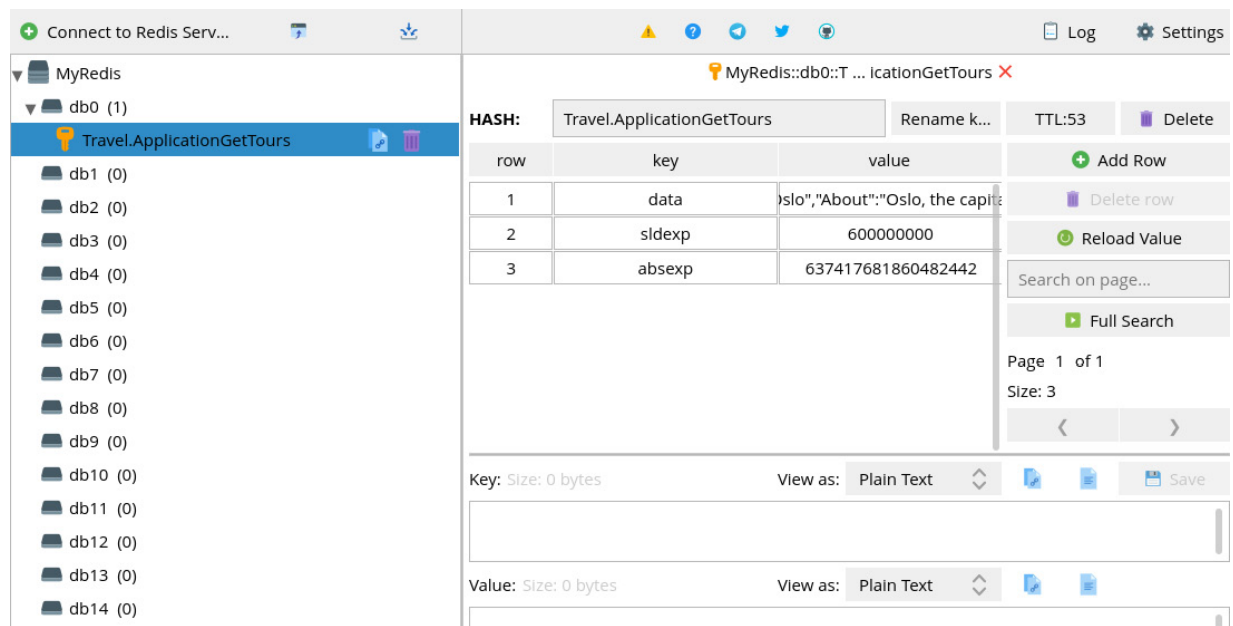 Connect to Redis Serv...
Log
Settings
MyRedis
db0 (1)
Travel.ApplicationGetTours
db1 (0)
db2 (0)
db3 (0)
db4 (0)
db5 (0)
db6 (0)
db7 (0)
db8 (0)
db9 (0)
db10 (0)
db11 (0)
db12 (0)
db13 (0)
db14 (0)
MyRedis::db0::T ... icationGetTours
HASH: Travel.ApplicationGetTours Rename k... TTL:53 Delete
row key value
1 data Oslo","About":"Oslo, the capita
2 sldexp 600000000
3 absexp 637417681860482442
Add Row
Delete row
Reload Value
Search on page...
Full Search
Page 1 of 1
Size: 3
Key: Size: 0 bytes View as: Plain Text Save
Value: Size: 0 bytes View as: Plain Text